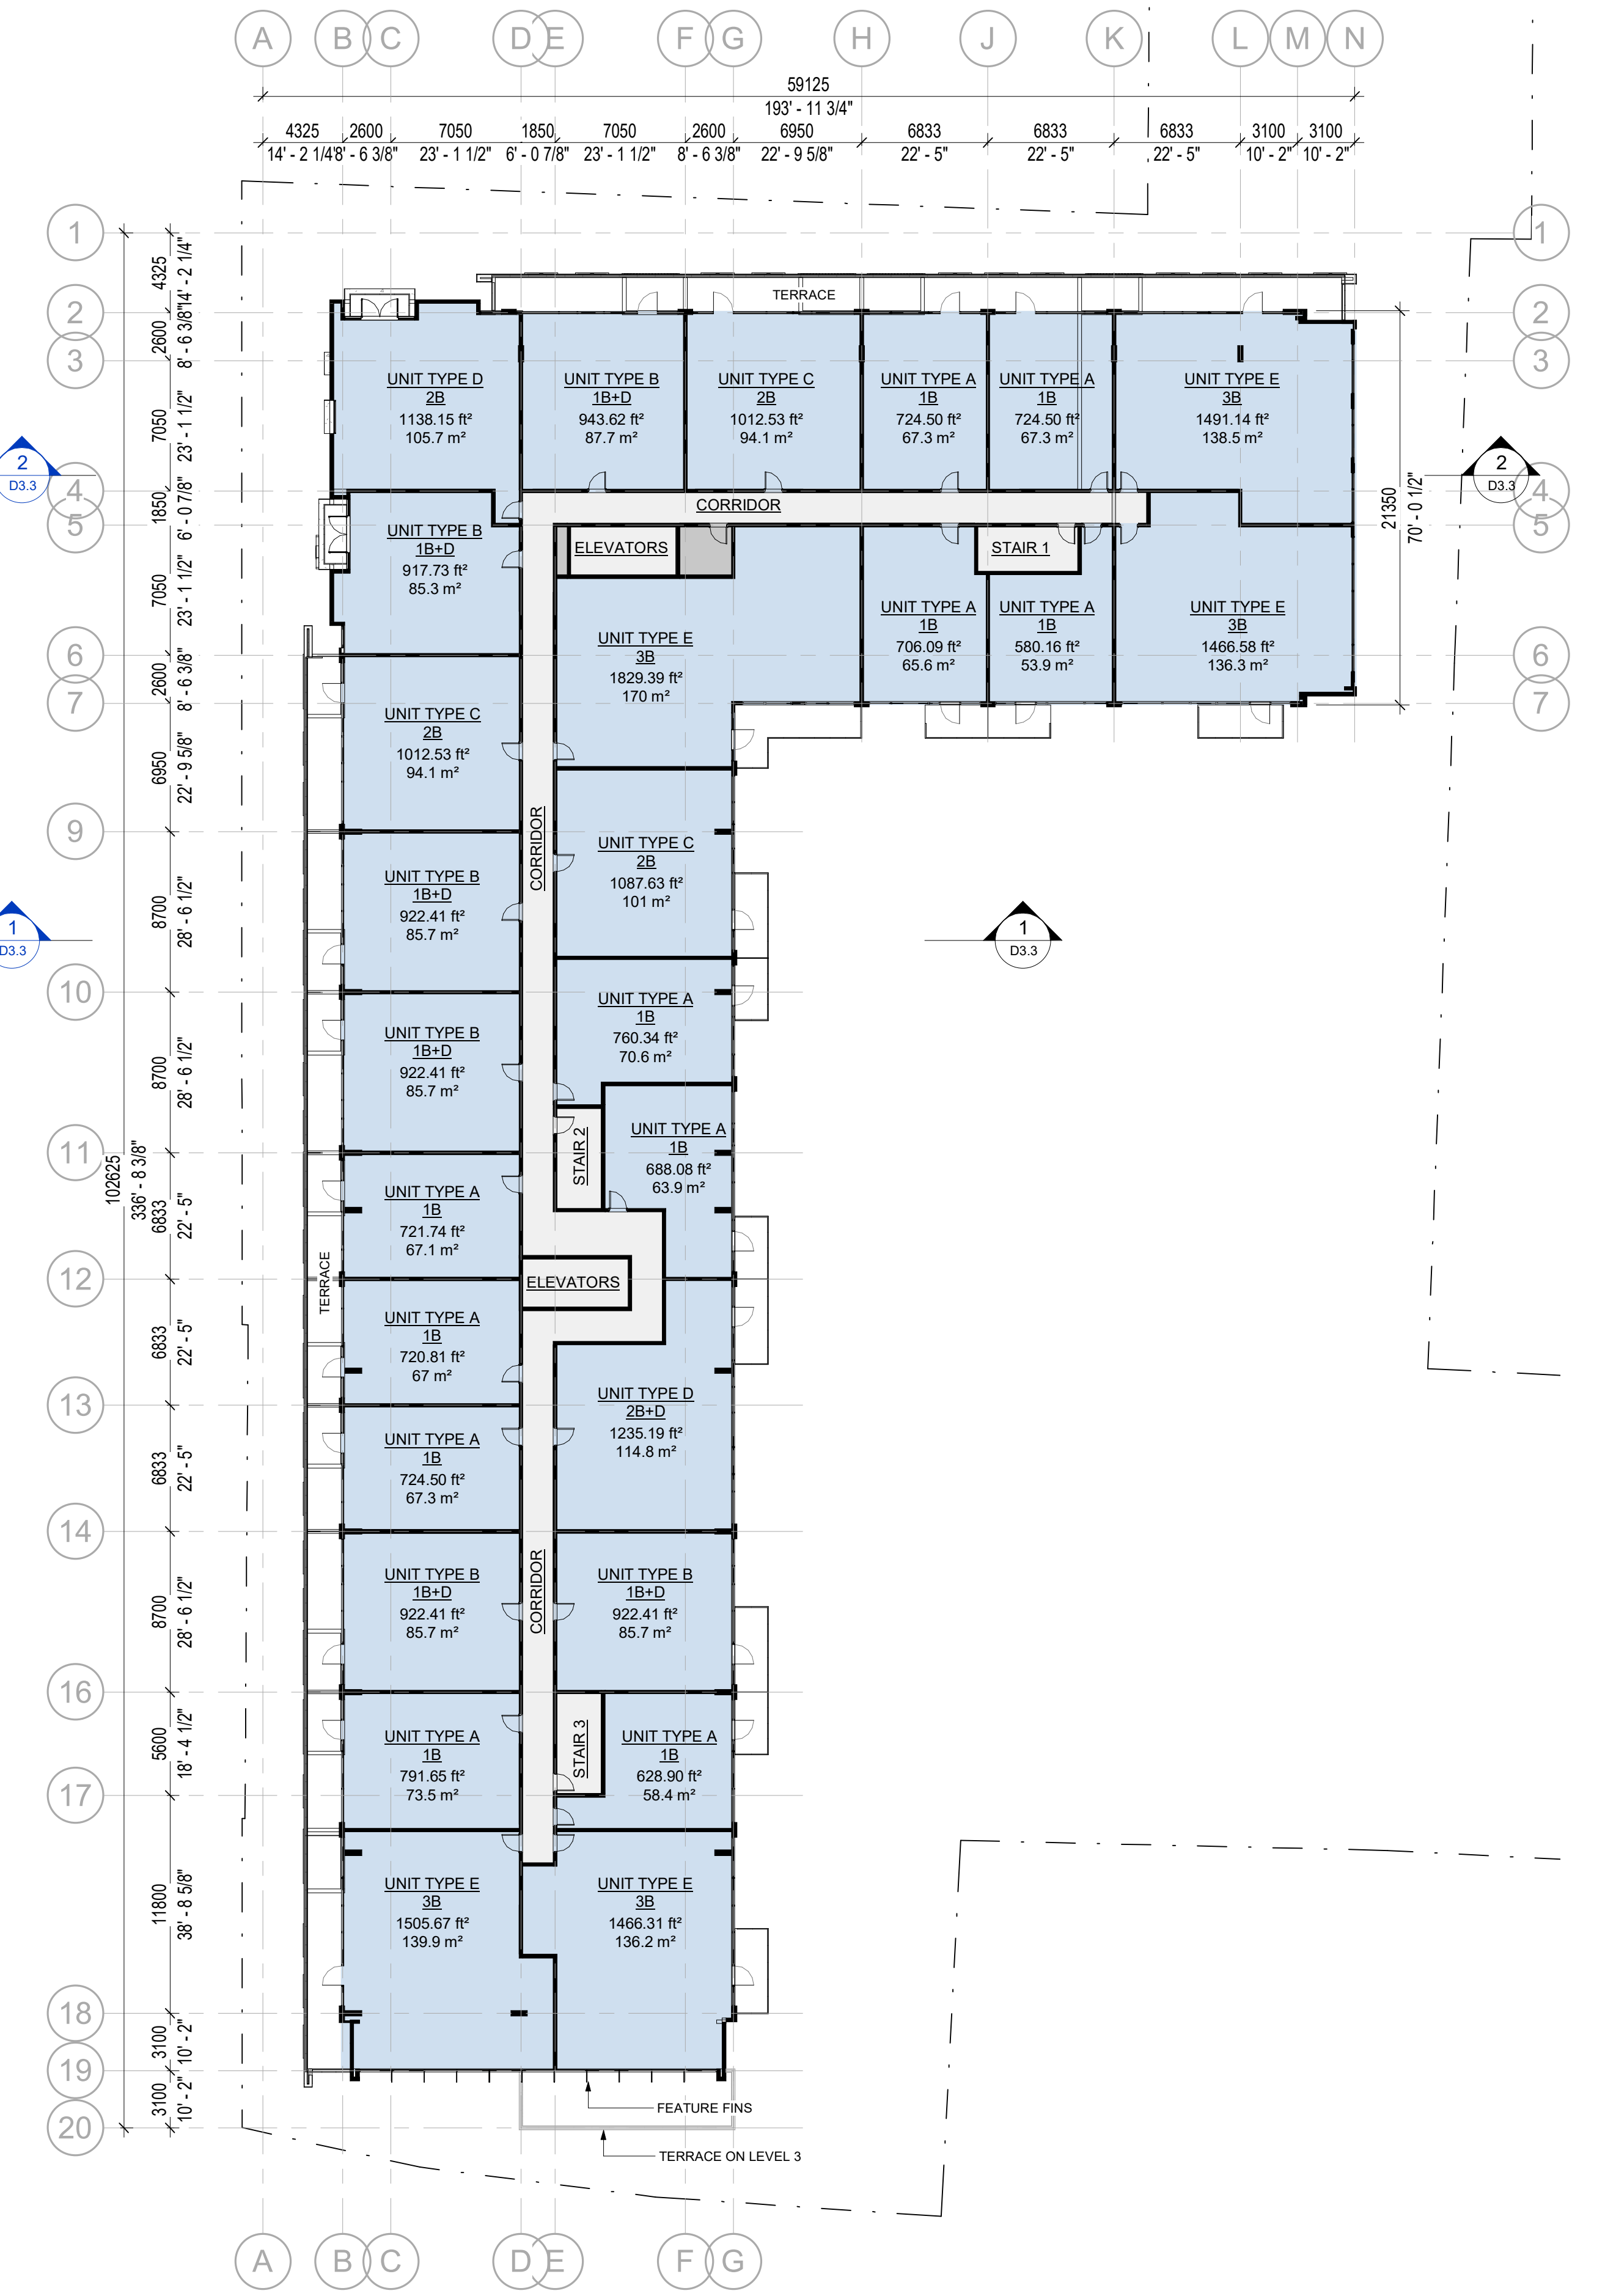 A B C D E F G H J K L M N
59125
193' - 11 3/4"
4325 2600 7050 1850 7050 2600 6950 6833 6833 6833 3100 3100
14' - 2 1/4" 8' - 6 3/8" 23' - 1 1/2" 6' - 0 7/8" 23' - 1 1/2" 8' - 6 3/8" 22' - 9 5/8" 22' - 5" 22' - 5" 22' - 5" 10' - 2" 10' - 2"
1
1
4325
14' - 2 1/4"
TERRACE
2
2
2600
8' - 6 3/8"
3
3
7050
23' - 1 1/2"
UNIT TYPE D
2B
1138.15 ft²
105.7 m²
UNIT TYPE B
1B+D
943.62 ft²
87.7 m²
UNIT TYPE C
2B
1012.53 ft²
94.1 m²
UNIT TYPE A
1B
724.50 ft²
67.3 m²
UNIT TYPE A
1B
724.50 ft²
67.3 m²
UNIT TYPE E
3B
1491.14 ft²
138.5 m²
2
D3.3
2
D3.3
21350
70' - 0 1/2"
4
4
1850
6' - 0 7/8"
CORRIDOR
5
5
UNIT TYPE B
1B+D
917.73 ft²
85.3 m²
ELEVATORS
STAIR 1
7050
23' - 1 1/2"
UNIT TYPE E
3B
1829.39 ft²
170 m²
UNIT TYPE A
1B
706.09 ft²
65.6 m²
UNIT TYPE A
1B
580.16 ft²
53.9 m²
UNIT TYPE E
3B
1466.58 ft²
136.3 m²
6
6
2600
8' - 6 3/8"
7
7
UNIT TYPE C
2B
1012.53 ft²
94.1 m²
6950
22' - 9 5/8"
9
CORRIDOR
UNIT TYPE C
2B
1087.63 ft²
101 m²
UNIT TYPE B
1B+D
922.41 ft²
85.7 m²
8700
28' - 6 1/2"
1
D3.3
1
D3.3
10
UNIT TYPE A
1B
760.34 ft²
70.6 m²
UNIT TYPE B
1B+D
922.41 ft²
85.7 m²
8700
28' - 6 1/2"
11
102625
336' - 8 3/8"
STAIR 2
UNIT TYPE A
1B
688.08 ft²
63.9 m²
UNIT TYPE A
1B
721.74 ft²
67.1 m²
6833
22' - 5"
12
TERRACE
ELEVATORS
UNIT TYPE A
1B
720.81 ft²
67 m²
6833
22' - 5"
13
UNIT TYPE D
2B+D
1235.19 ft²
114.8 m²
UNIT TYPE A
1B
724.50 ft²
67.3 m²
6833
22' - 5"
14
CORRIDOR
UNIT TYPE B
1B+D
922.41 ft²
85.7 m²
UNIT TYPE B
1B+D
922.41 ft²
85.7 m²
8700
28' - 6 1/2"
16
UNIT TYPE A
1B
791.65 ft²
73.5 m²
STAIR 3
UNIT TYPE A
1B
628.90 ft²
58.4 m²
5600
18' - 4 1/2"
17
UNIT TYPE E
3B
1505.67 ft²
139.9 m²
UNIT TYPE E
3B
1466.31 ft²
136.2 m²
11800
38' - 8 5/8"
18
3100
10' - 2"
19
3100
10' - 2"
FEATURE FINS
20
TERRACE ON LEVEL 3
A B C D E F G